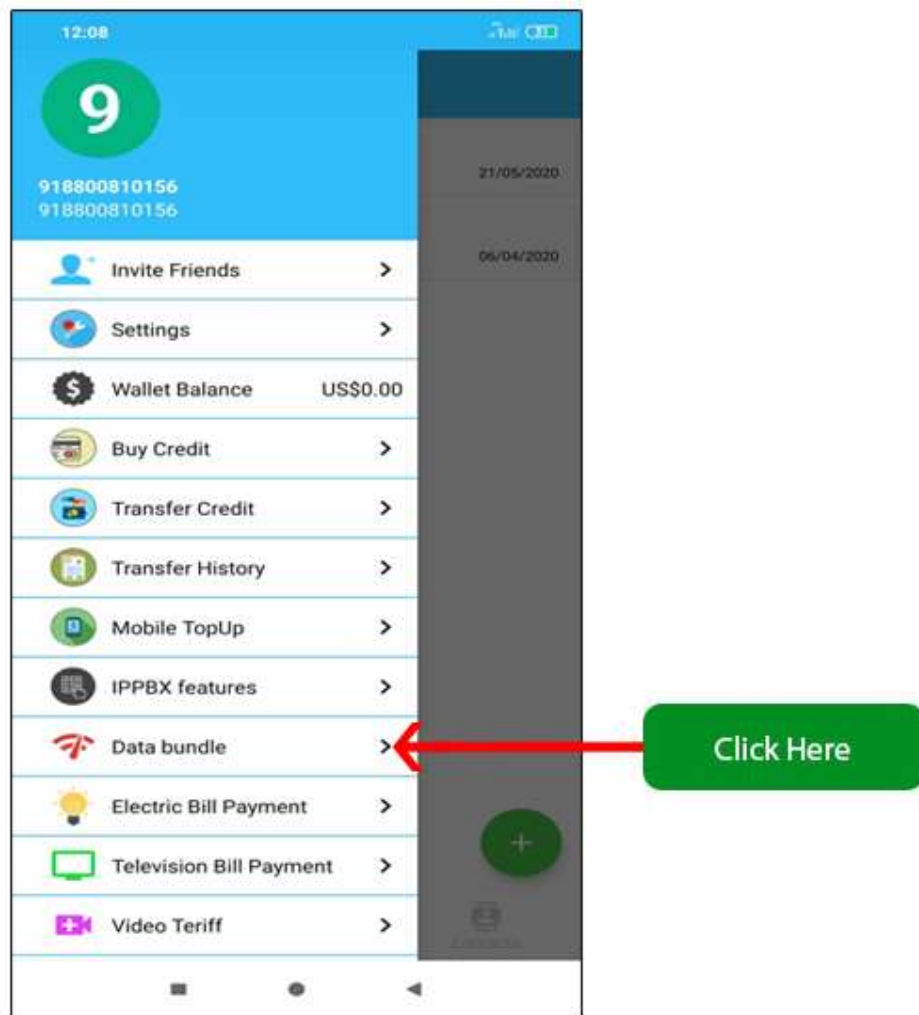 12:08
9
918800810156
918800810156
21/05/2020
06/04/2020
Invite Friends
Settings
Wallet Balance US$0.00
Buy Credit
Transfer Credit
Transfer History
Mobile TopUp
IPPBX features
Data bundle
Click Here
Electric Bill Payment
Television Bill Payment
Video Teriff
Contacts